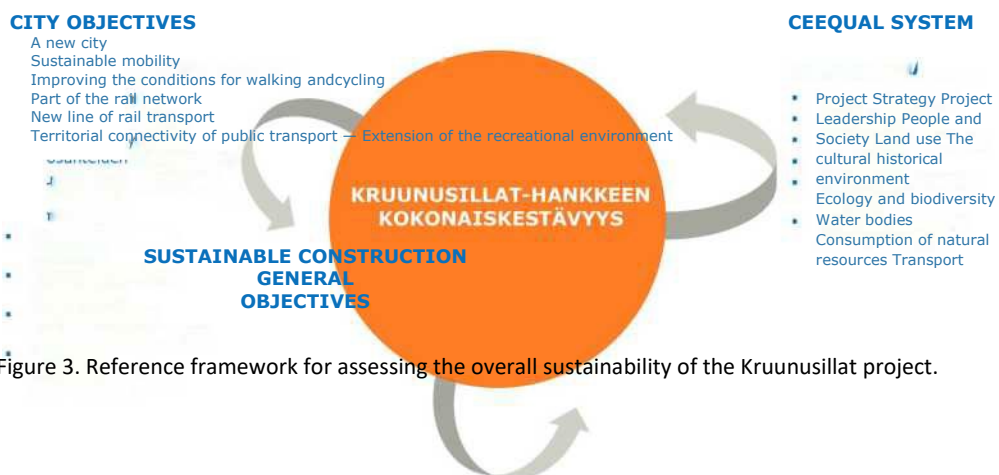 CITY OBJECTIVES
A new city
Sustainable mobility
Improving the conditions for walking andcycling
Part of the rail network
New line of rail transport
Territorial connectivity of public transport — Extension of the recreational environment
KRUUNUSILLAT-HANKKEEN
KOKONAISKESTÄVYYS
SUSTAINABLE CONSTRUCTION
GENERAL
OBJECTIVES
CEEQUAL SYSTEM
Project Strategy Project
Leadership People and
Society Land use The
cultural historical
environment
Ecology and biodiversity
Water bodies
Consumption of natural
resources Transport
Figure 3. Reference framework for assessing the overall sustainability of the Kruunusillat project.